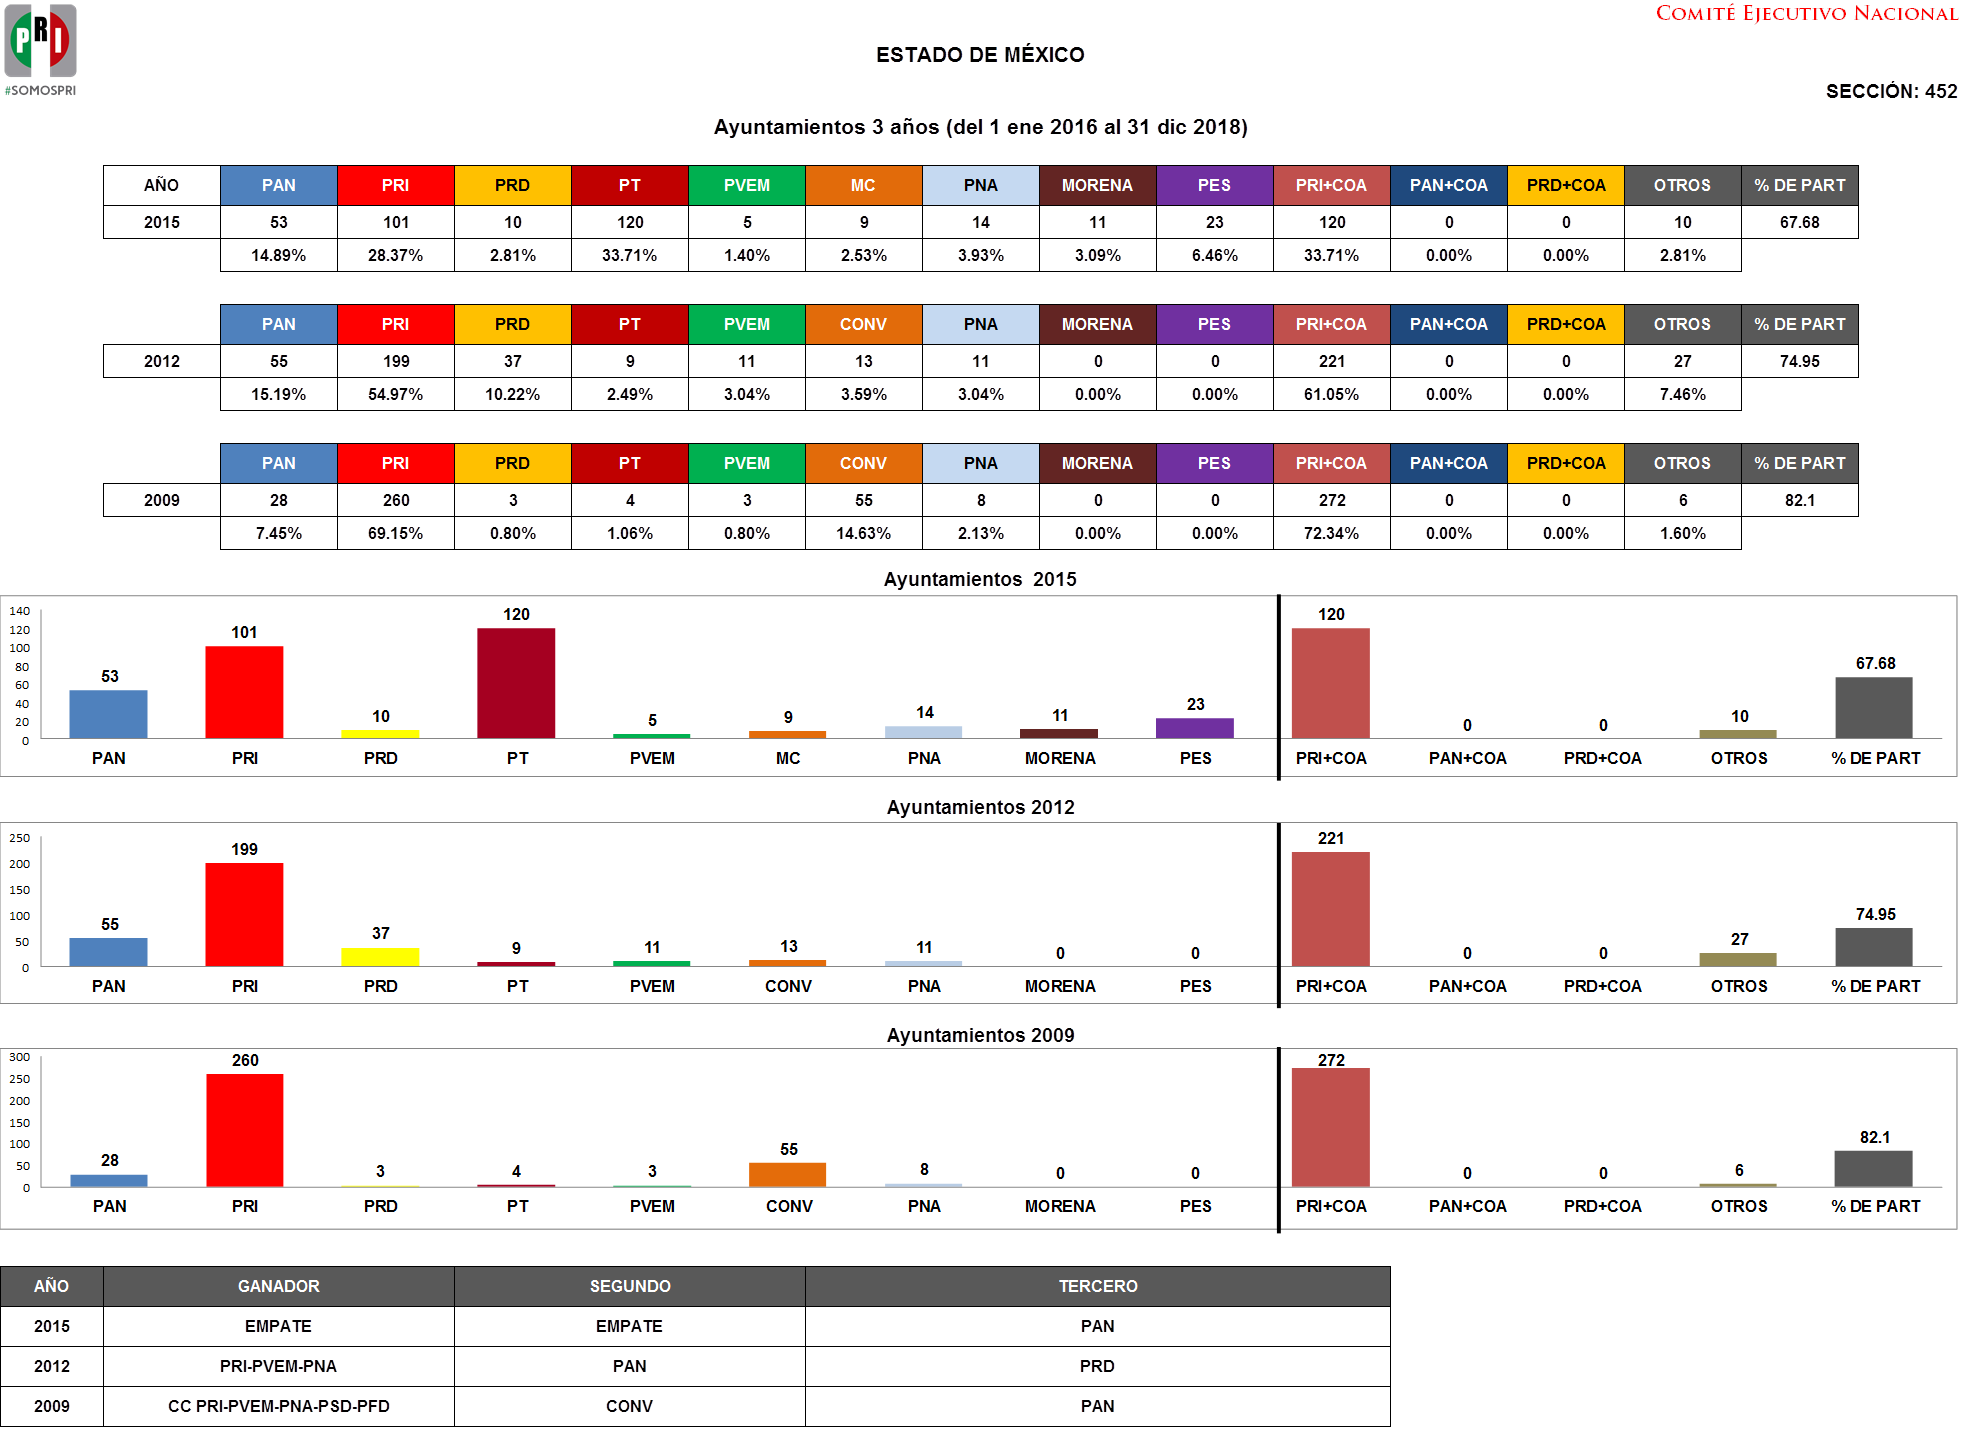 PRI
#SOMOSPRI
COMITÉ EJECUTIVO NACIONAL
ESTADO DE MÉXICO
SECCIÓN: 452
Ayuntamientos 3 años (del 1 ene 2016 al 31 dic 2018)
AÑO PAN PRI PRD PT PVEM MC PNA MORENA PES PRI+COA PAN+COA PRD+COA OTROS % DE PART
2015 53 101 10 120 5 9 14 11 23 120 0 0 10 67.68
14.89% 28.37% 2.81% 33.71% 1.40% 2.53% 3.93% 3.09% 6.46% 33.71% 0.00% 0.00% 2.81%
PAN PRI PRD PT PVEM CONV PNA MORENA PES PRI+COA PAN+COA PRD+COA OTROS % DE PART
2012 55 199 37 9 11 13 11 0 0 221 0 0 27 74.95
15.19% 54.97% 10.22% 2.49% 3.04% 3.59% 3.04% 0.00% 0.00% 61.05% 0.00% 0.00% 7.46%
PAN PRI PRD PT PVEM CONV PNA MORENA PES PRI+COA PAN+COA PRD+COA OTROS % DE PART
2009 28 260 3 4 3 55 8 0 0 272 0 0 6 82.1
7.45% 69.15% 0.80% 1.06% 0.80% 14.63% 2.13% 0.00% 0.00% 72.34% 0.00% 0.00% 1.60%
Ayuntamientos 2015
140
120
100
80
60
40
20
0
53 101 10 120 5 9 14 11 23 120 0 0 10 67.68
PAN PRI PRD PT PVEM MC PNA MORENA PES PRI+COA PAN+COA PRD+COA OTROS % DE PART
Ayuntamientos 2012
250
200
150
100
50
0
55 199 37 9 11 13 11 0 0 221 0 0 27 74.95
PAN PRI PRD PT PVEM CONV PNA MORENA PES PRI+COA PAN+COA PRD+COA OTROS % DE PART
Ayuntamientos 2009
300
250
200
150
100
50
0
28 260 3 4 3 55 8 0 0 272 0 0 6 82.1
PAN PRI PRD PT PVEM CONV PNA MORENA PES PRI+COA PAN+COA PRD+COA OTROS % DE PART
AÑO GANADOR SEGUNDO TERCERO
2015 EMPATE EMPATE PAN
2012 PRI-PVEM-PNA PAN PRD
2009 CC PRI-PVEM-PNA-PSD-PFD CONV PAN